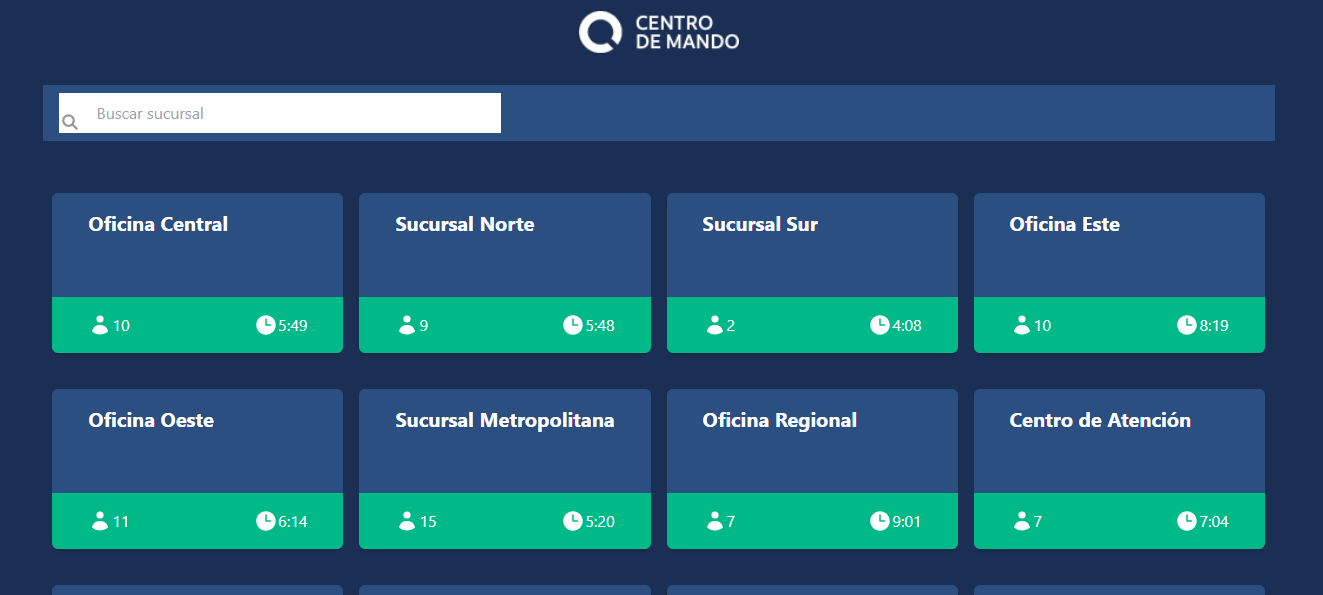 CENTRO
DE MANDO
Buscar sucursal
Oficina Central
10 5:49
Sucursal Norte
9 5:48
Sucursal Sur
2 4:08
Oficina Este
10 8:19
Oficina Oeste
11 6:14
Sucursal Metropolitana
15 5:20
Oficina Regional
7 9:01
Centro de Atención
7 7:04